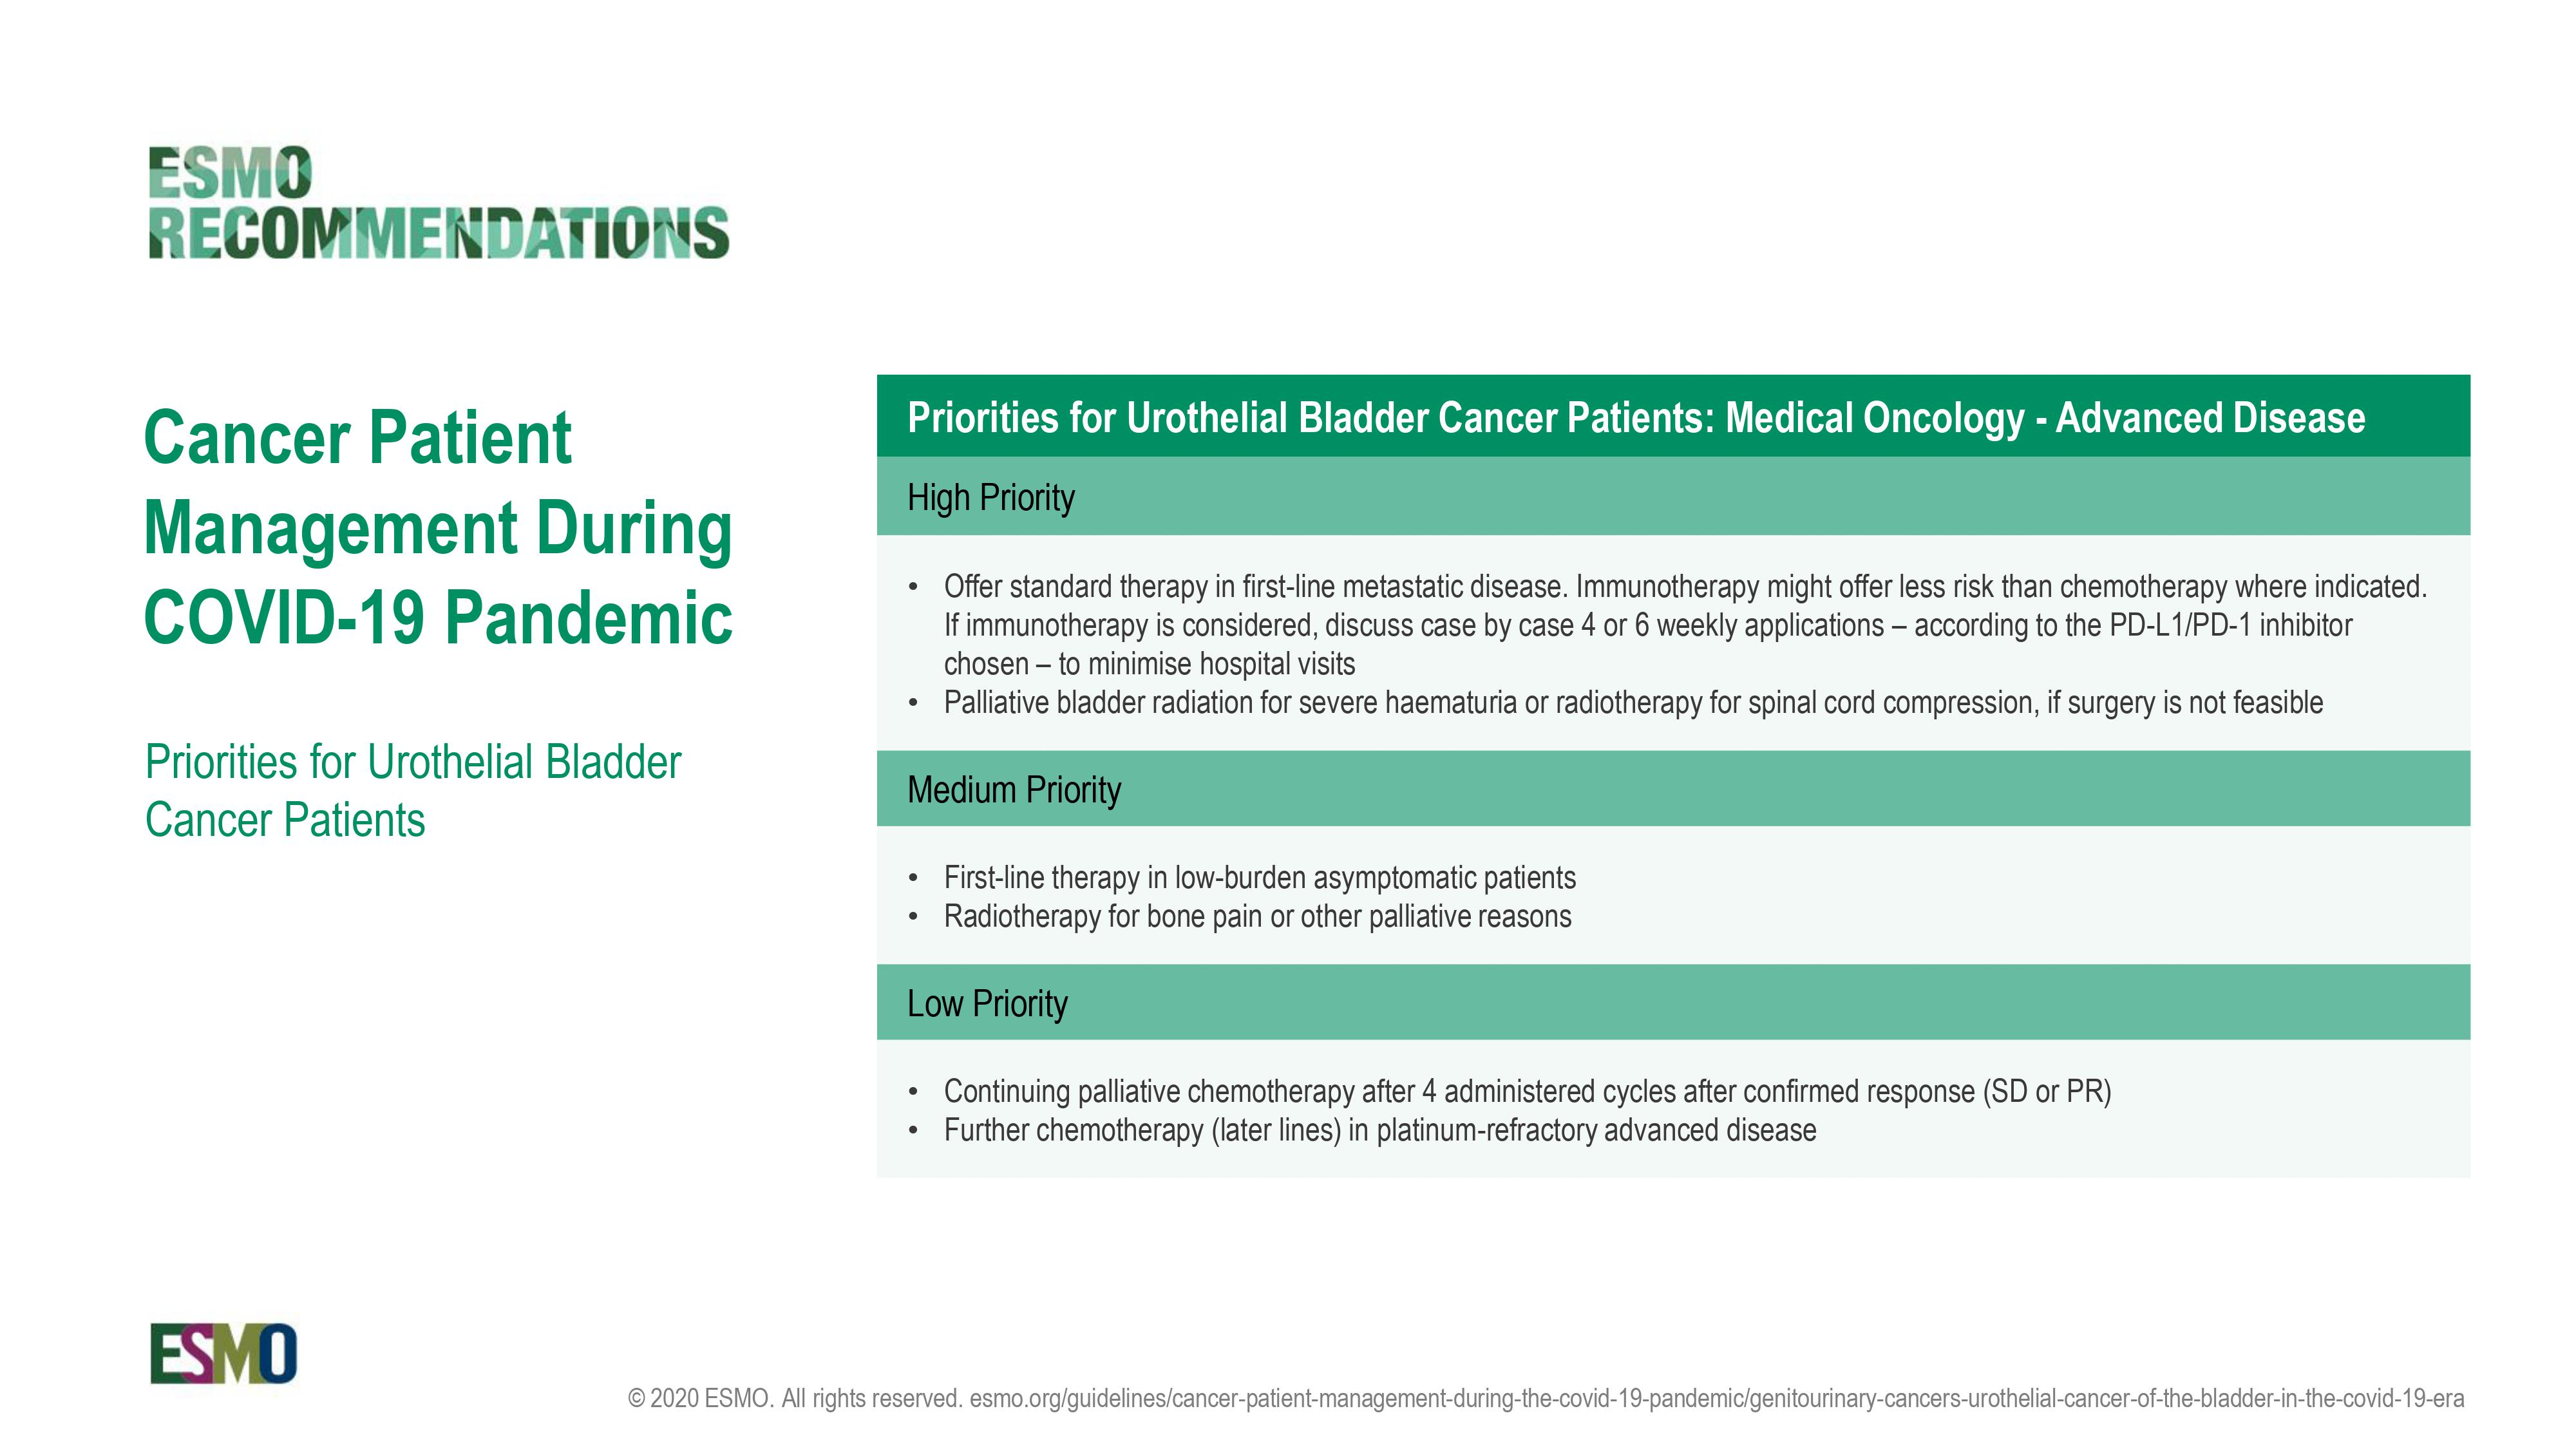 ESMO
RECOMMENDATIONS
Cancer Patient
Management During
COVID-19 Pandemic
Priorities for Urothelial Bladder
Cancer Patients
Priorities for Urothelial Bladder Cancer Patients: Medical Oncology - Advanced Disease
High Priority
• Offer standard therapy in first-line metastatic disease. Immunotherapy might offer less risk than chemotherapy where indicated.
If immunotherapy is considered, discuss case by case 4 or 6 weekly applications – according to the PD-L1/PD-1 inhibitor
chosen – to minimise hospital visits
• Palliative bladder radiation for severe haematuria or radiotherapy for spinal cord compression, if surgery is not feasible
Medium Priority
• First-line therapy in low-burden asymptomatic patients
• Radiotherapy for bone pain or other palliative reasons
Low Priority
• Continuing palliative chemotherapy after 4 administered cycles after confirmed response (SD or PR)
• Further chemotherapy (later lines) in platinum-refractory advanced disease
ESMO
© 2020 ESMO. All rights reserved. esmo.org/guidelines/cancer-patient-management-during-the-covid-19-pandemic/genitourinary-cancers-urothelial-cancer-of-the-bladder-in-the-covid-19-era